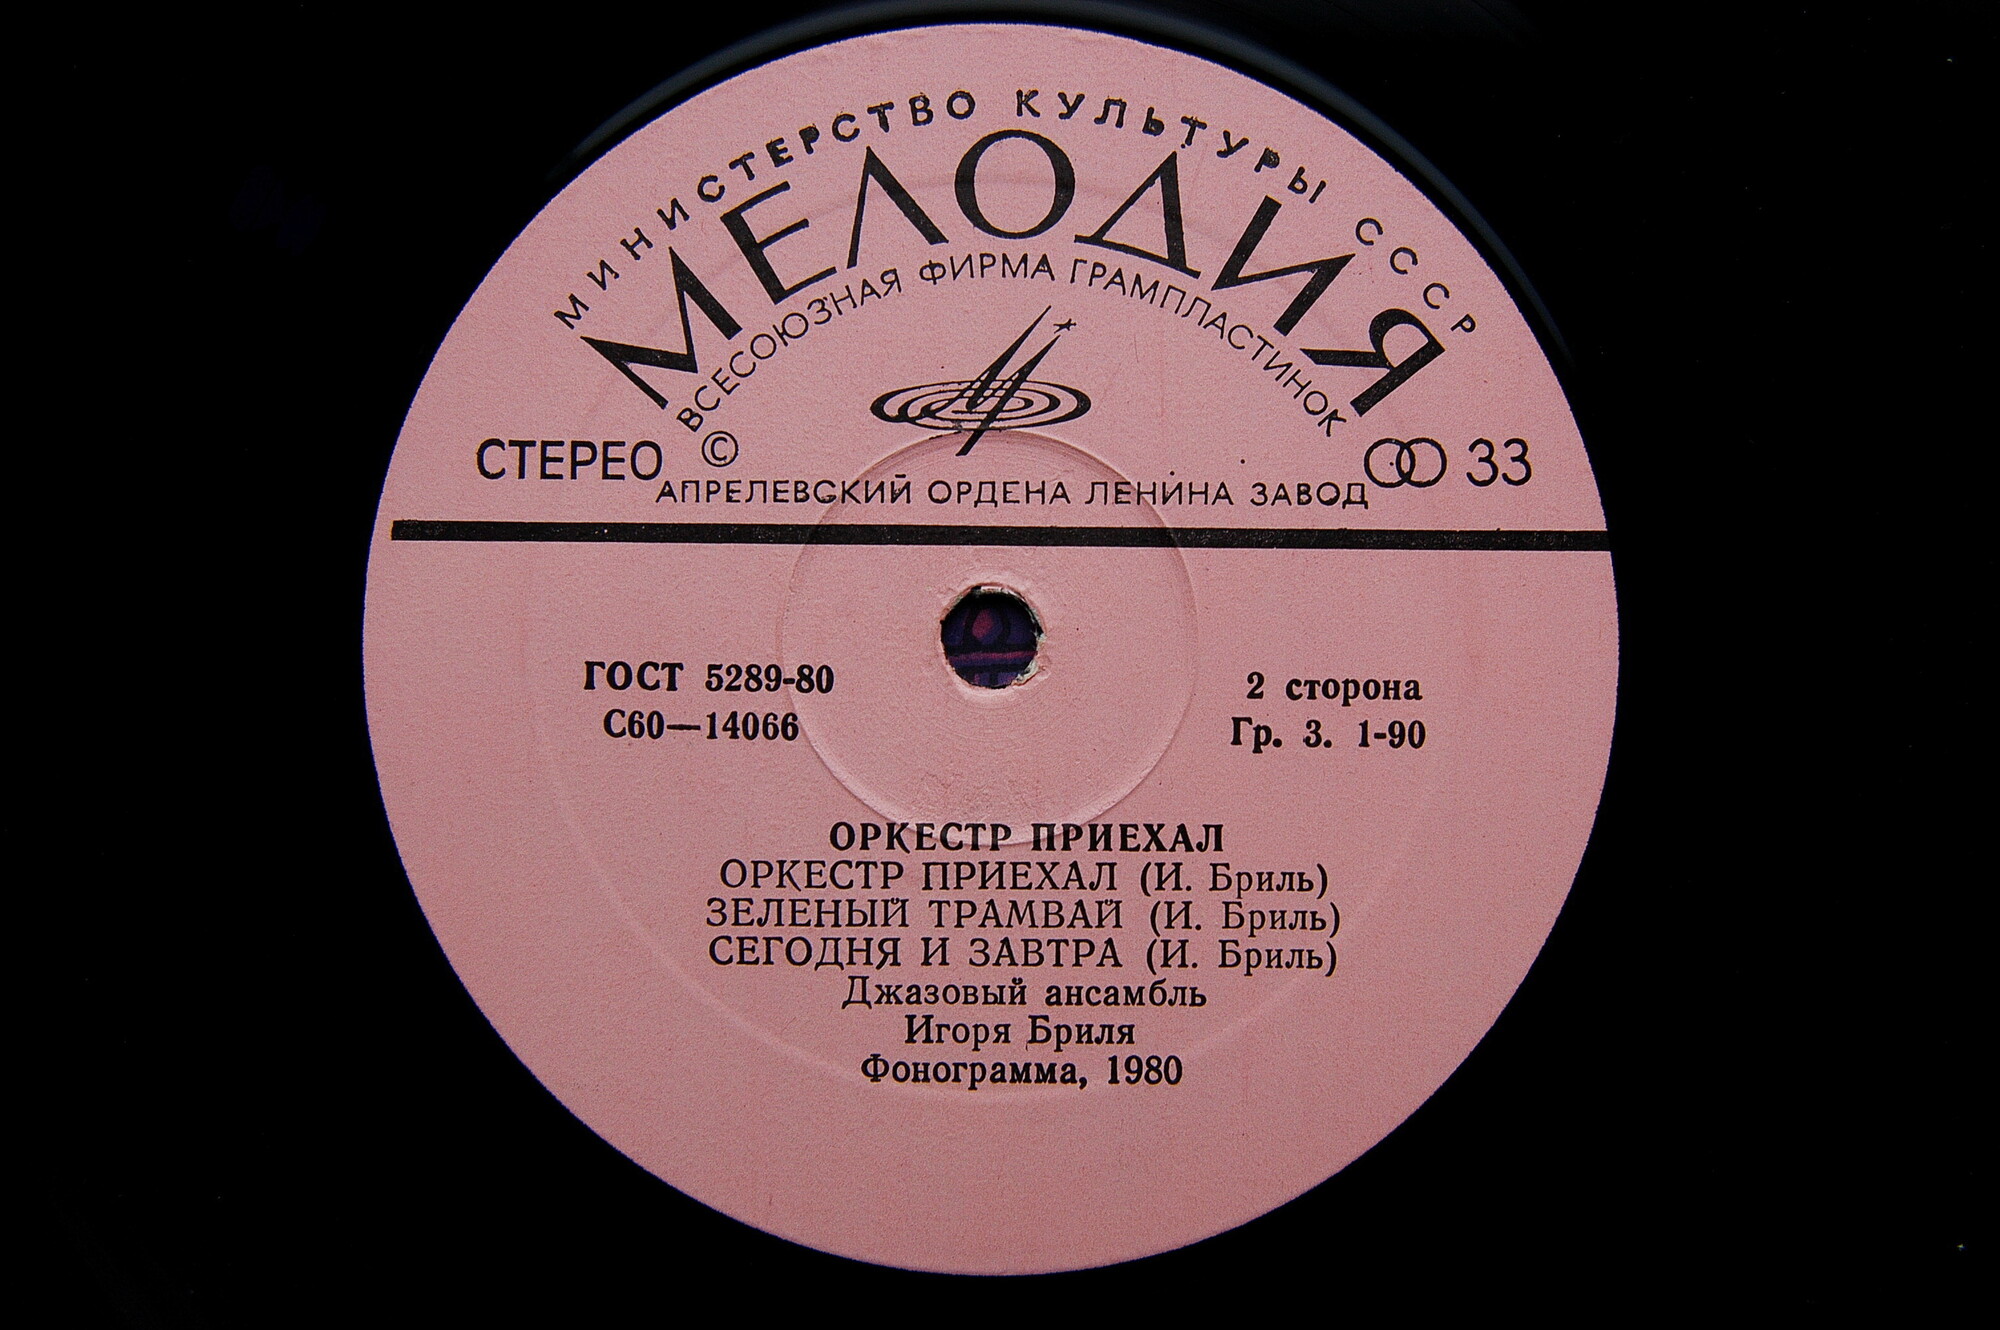 МИНИСТЕРСТВО КУЛЬТУРЫ СССР
МЕЛОДИЯ
ВСЕСОЮЗНАЯ ФИРМА ГРАМПЛАСТИНОК
СТЕРЕО © 33
АПРЕЛЕВСКИЙ ОРДЕНА ЛЕНИНА ЗАВОД
ГОСТ 5289-80
С60—14066
2 сторона
Гр. 3. 1-90
ОРКЕСТР ПРИЕХАЛ
ОРКЕСТР ПРИЕХАЛ (И. Бриль)
ЗЕЛЕНЫЙ ТРАМВАЙ (И. Бриль)
СЕГОДНЯ И ЗАВТРА (И. Бриль)
Джазовый ансамбль
Игоря Бриля
Фонограмма, 1980